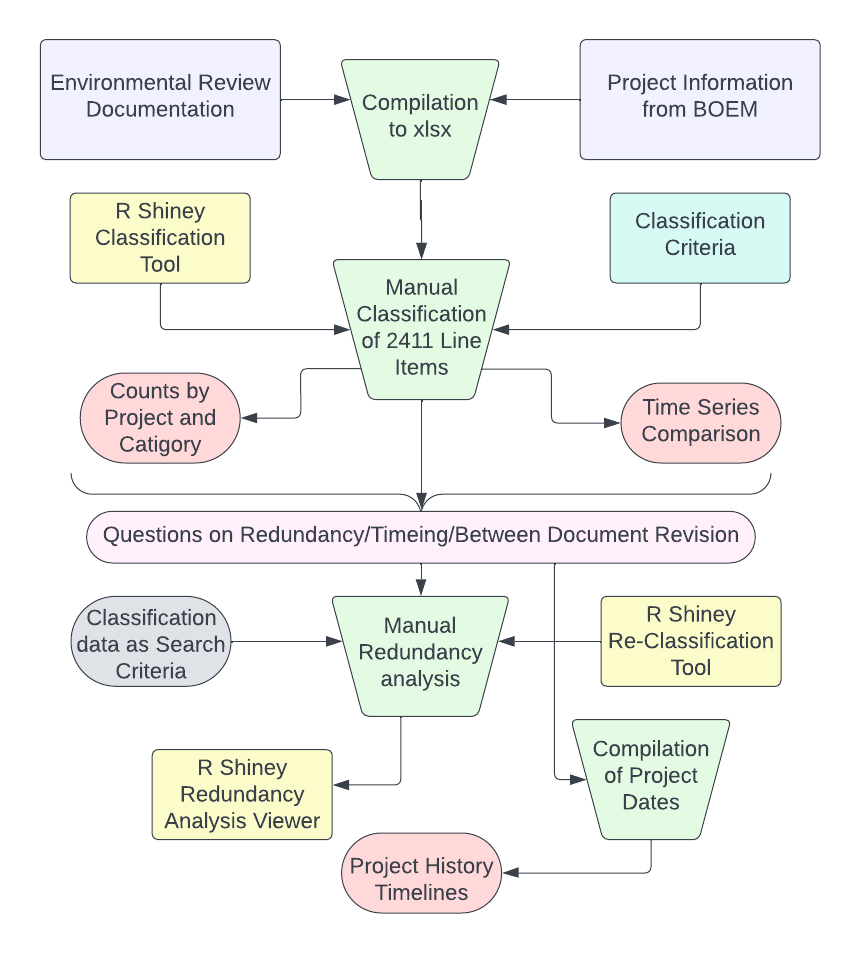 Environmental Review
Documentation
Compilation
to xlsx
Project Information
from BOEM
R Shiney
Classification
Tool
Classification
Criteria
Manual
Classification
of 2411 Line
Items
Counts by
Project and
Catigory
Time Series
Comparison
Questions on Redundancy/Timeing/Between Document Revision
Classification
data as Search
Criteria
Manual
Redundancy
analysis
R Shiney
Re-Classification
Tool
R Shiney
Redundancy
Analysis Viewer
Compilation
of Project
Dates
Project History
Timelines